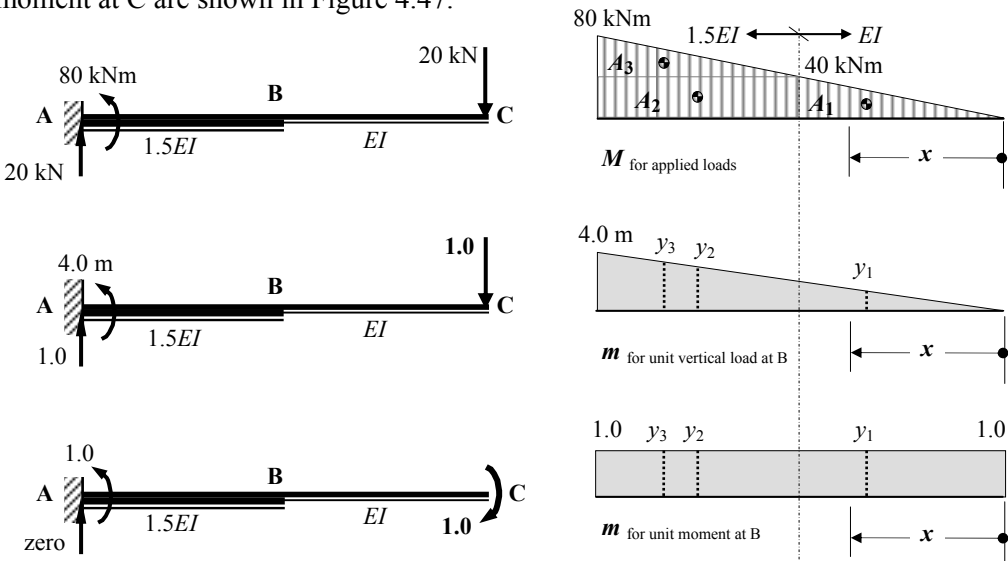 moment at C are shown in Figure 4.47.
20 kN
80 kNm
A
B
C
1.5EI
EI
20 kN
80 kNm
1.5EI
EI
A3
40 kNm
A2
A1
x
M for applied loads
1.0
4.0 m
A
B
C
1.5EI
EI
1.0
4.0 m
y3
y2
y1
x
m for unit vertical load at B
1.0
A
B
C
1.5EI
EI
1.0
zero
1.0
y3
y2
y1
1.0
x
m for unit moment at B